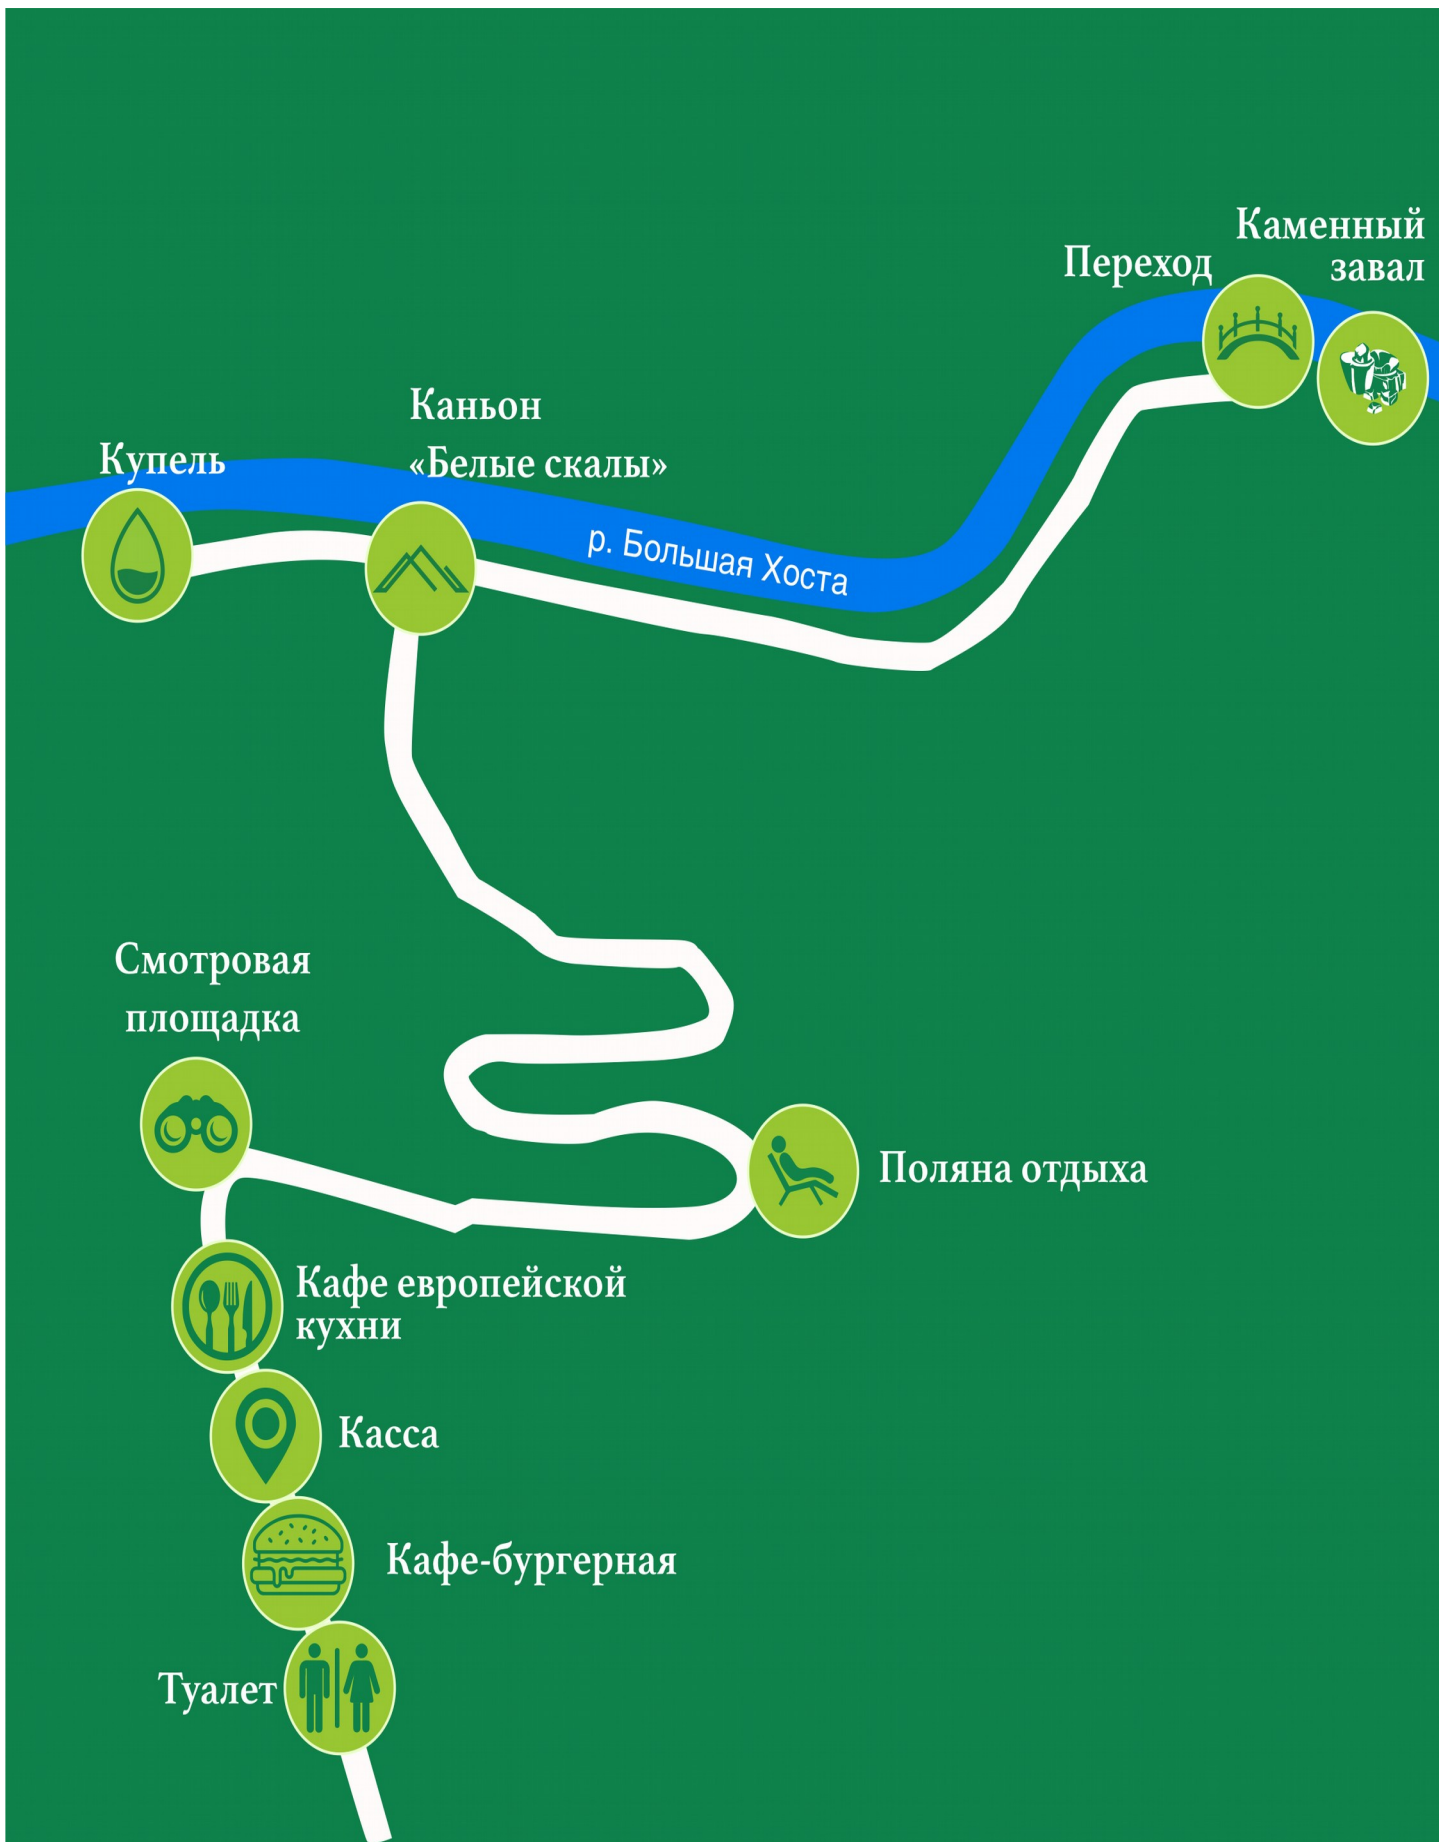 Каменный
завал
Переход
Каньон
«Белые скалы»
Купель
р. Большая Хоста
Смотровая
площадка
Поляна отдыха
Кафе европейской
кухни
Касса
Кафе-бургерная
Туалет